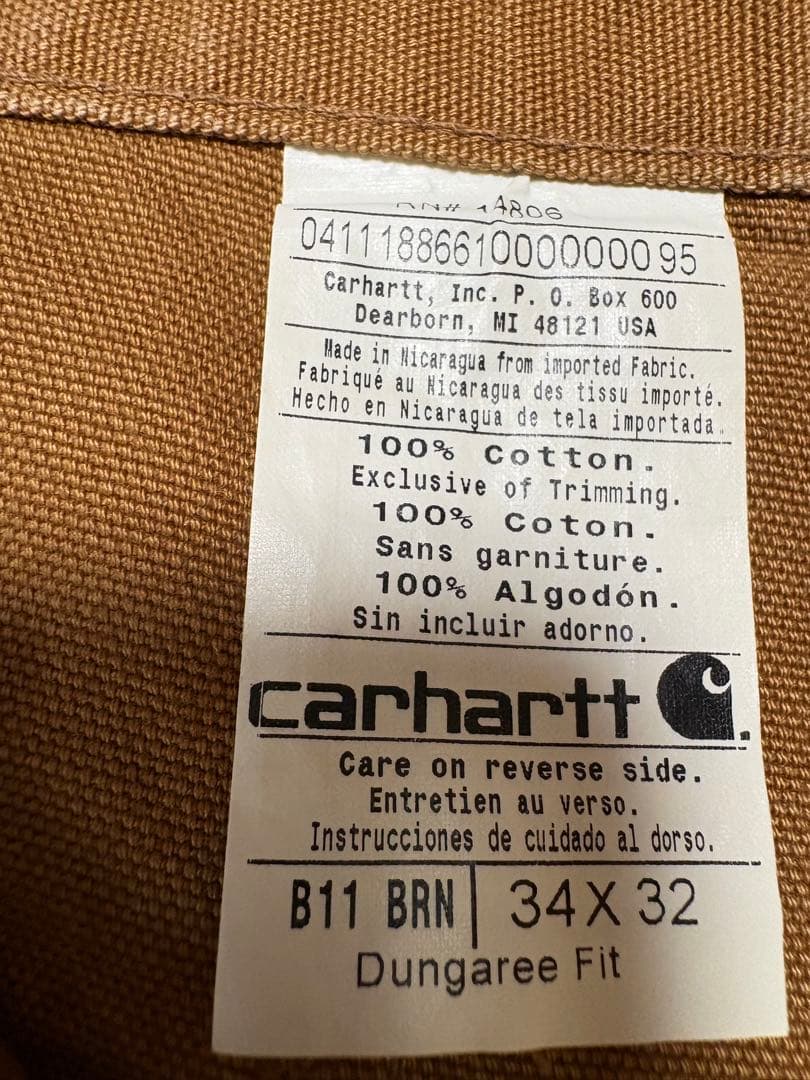 RN# 14806
0411188661000000095
Carhartt, Inc. P. O. Box 600
Dearborn, MI 48121 USA
Made in Nicaragua from imported Fabric.
Fabriqué au Nicaragua des tissu importé.
Hecho en Nicaragua de tela importada.
100% Cotton.
Exclusive of Trimming.
100% Coton.
Sans garniture.
100% Algodón.
Sin incluir adorno.
carhartt
Care on reverse side.
Entretien au verso.
Instrucciones de cuidado al dorso.
B11 BRN | 34 X 32
Dungaree Fit